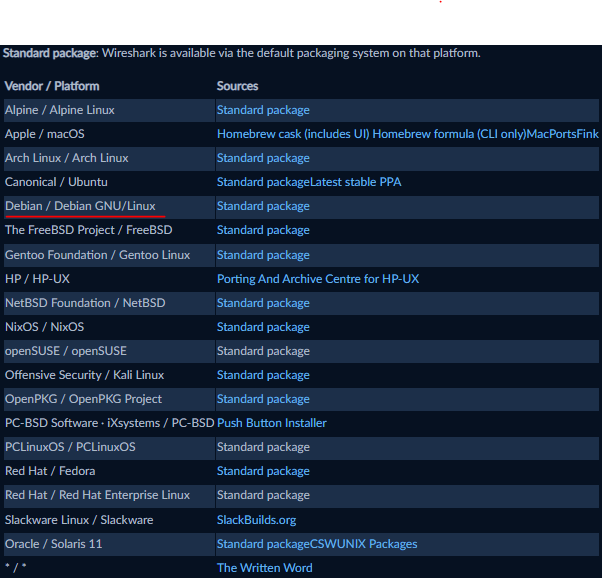 Standard package: Wireshark is available via the default packaging system on that platform.
Vendor / Platform Sources
Alpine / Alpine Linux Standard package
Apple / macOS Homebrew cask (includes UI) Homebrew formula (CLI only)MacPortsFink
Arch Linux / Arch Linux Standard package
Canonical / Ubuntu Standard packageLatest stable PPA
Debian / Debian GNU/Linux Standard package
The FreeBSD Project / FreeBSD Standard package
Gentoo Foundation / Gentoo Linux Standard package
HP / HP-UX Porting And Archive Centre for HP-UX
NetBSD Foundation / NetBSD Standard package
NixOS / NixOS Standard package
openSUSE / openSUSE Standard package
Offensive Security / Kali Linux Standard package
OpenPKG / OpenPKG Project Standard package
PC-BSD Software · iXsystems / PC-BSD Push Button Installer
PCLinuxOS / PCLinuxOS Standard package
Red Hat / Fedora Standard package
Red Hat / Red Hat Enterprise Linux Standard package
Slackware Linux / Slackware SlackBuilds.org
Oracle / Solaris 11 Standard packageCSWUNIX Packages
* / * The Written Word